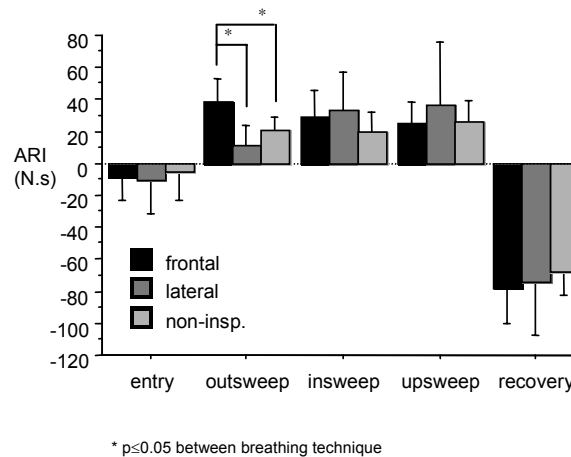 *
*
80
60
40
20
0
-20
-40
-60
-80
-100
-120
ARI
(N.s)
frontal
lateral
non-insp.
entry outsweep insweep upsweep recovery
* p≤0.05 between breathing technique